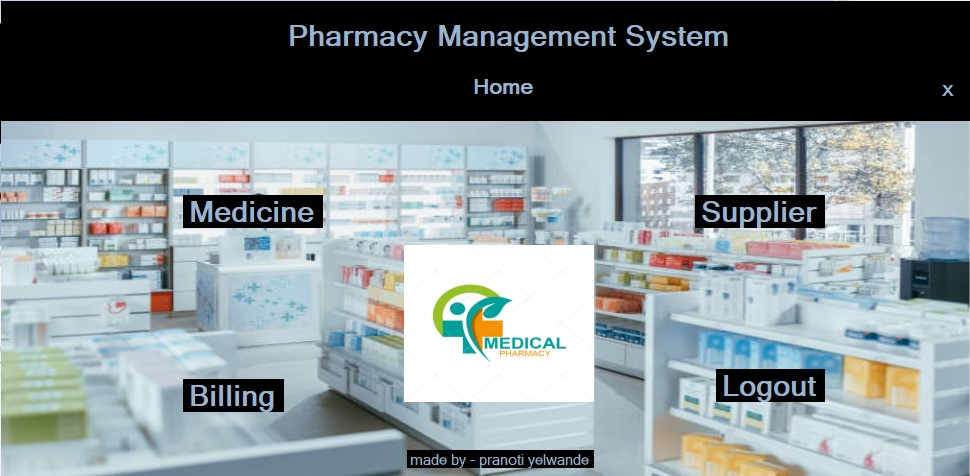 Pharmacy Management System
Home
x
Medicine
Supplier
MEDICAL
PHARMACY
Billing
Logout
made by - pranoti yelwande